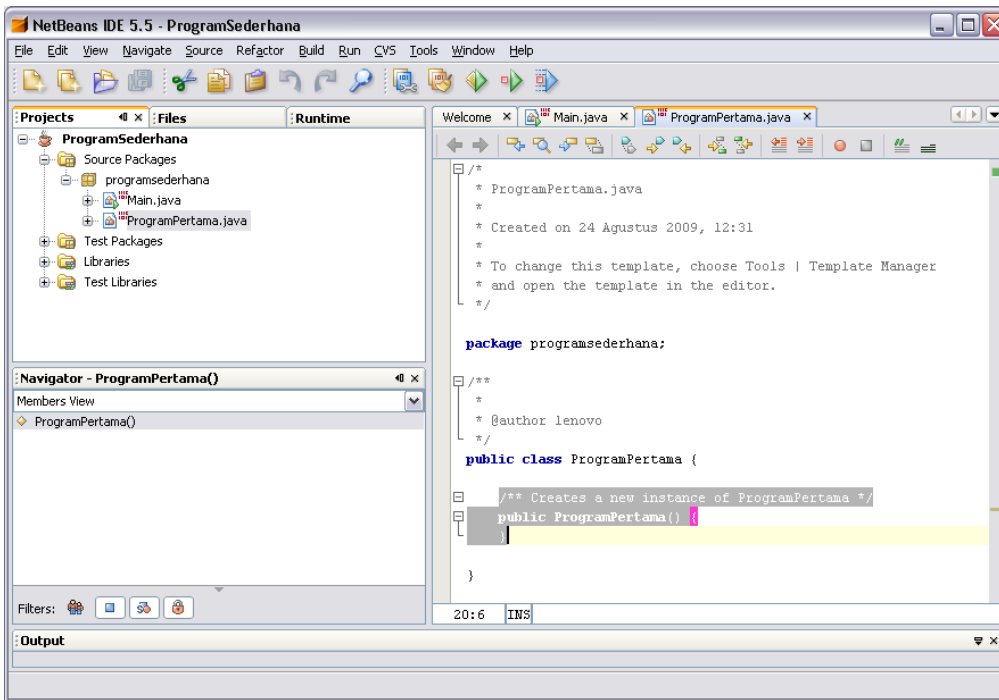 NetBeans IDE 5.5 - ProgramSederhana
File Edit View Navigate Source Refactor Build Run CVS Tools Window Help
Projects Files Runtime
ProgramSederhana
Source Packages
programsederhana
Main.java
ProgramPertama.java
Test Packages
Libraries
Test Libraries
Navigator - ProgramPertama()
Members View
ProgramPertama()
Filters:
Welcome Main.java ProgramPertama.java
/*
* ProgramPertama.java
*
* Created on 24 Agustus 2009, 12:31
*
* To change this template, choose Tools | Template Manager
* and open the template in the editor.
*/
package programsederhana;
/**
*
* @author lenovo
*/
public class ProgramPertama {
/** Creates a new instance of ProgramPertama */
public ProgramPertama() {
}
}
20:6 INS
Output